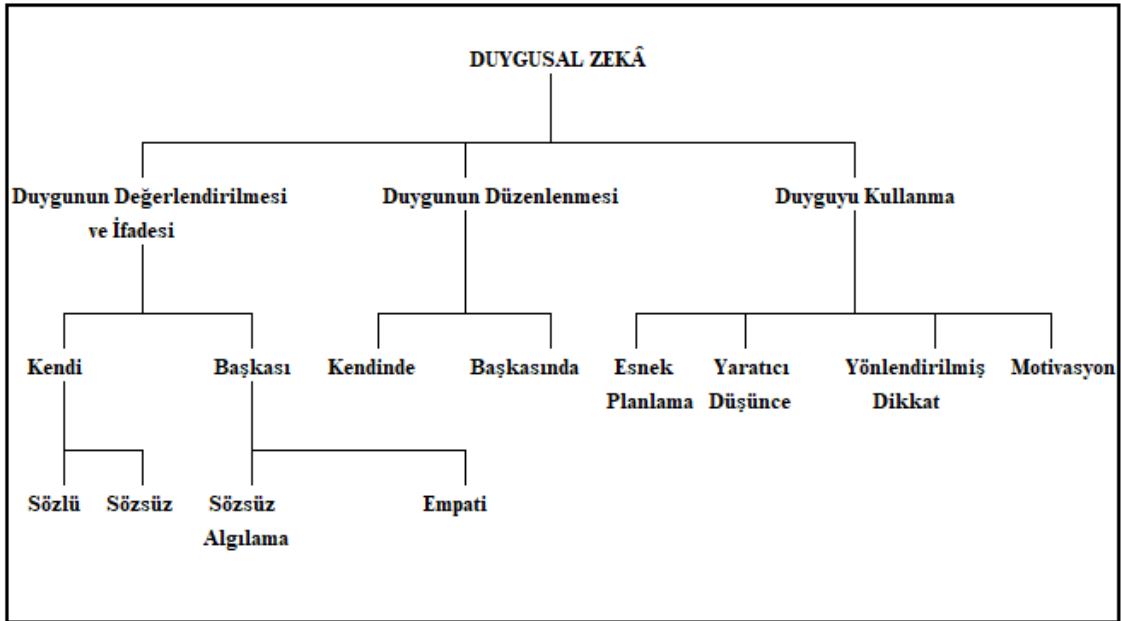 DUYGUSAL ZEKÂ
Duygunun Değerlendirilmesi
ve İfadesi
Duygunun Düzenlenmesi
Duyguyu Kullanma
Kendi
Başkası
Kendinde
Başkasında
Esnek
Planlama
Yaratıcı
Düşünce
Yönlendirilmiş
Dikkat
Motivasyon
Sözlü
Sözsüz
Sözsüz
Algılama
Empati